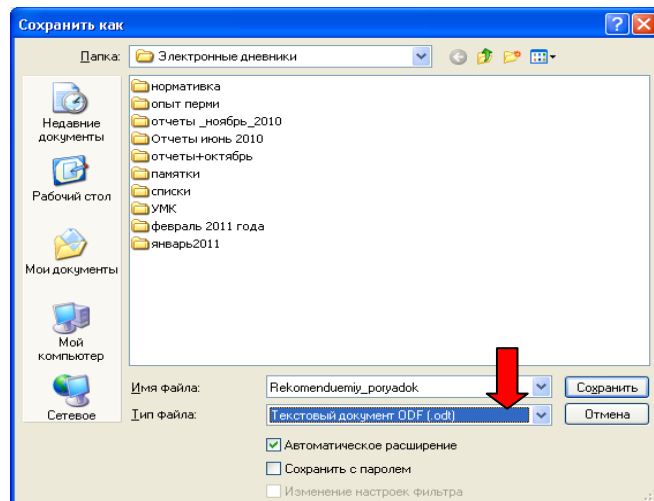 Сохранить как
Папка:
Электронные дневники
Недавние
документы
Рабочий стол
Мои документы
Мой
компьютер
Сетевое
нормативка
опыт перми
отчеты _ноябрь_2010
Отчеты июнь 2010
отчеты+октябрь
памятки
списки
УМК
февраль 2011 года
январь2011
Имя файла:
Rekomenduemiy_poryadok
Сохранить
Тип файла:
Текстовый документ ODF (.odt)
Отмена
Автоматическое расширение
Сохранить с паролем
Изменение настроек фильтра